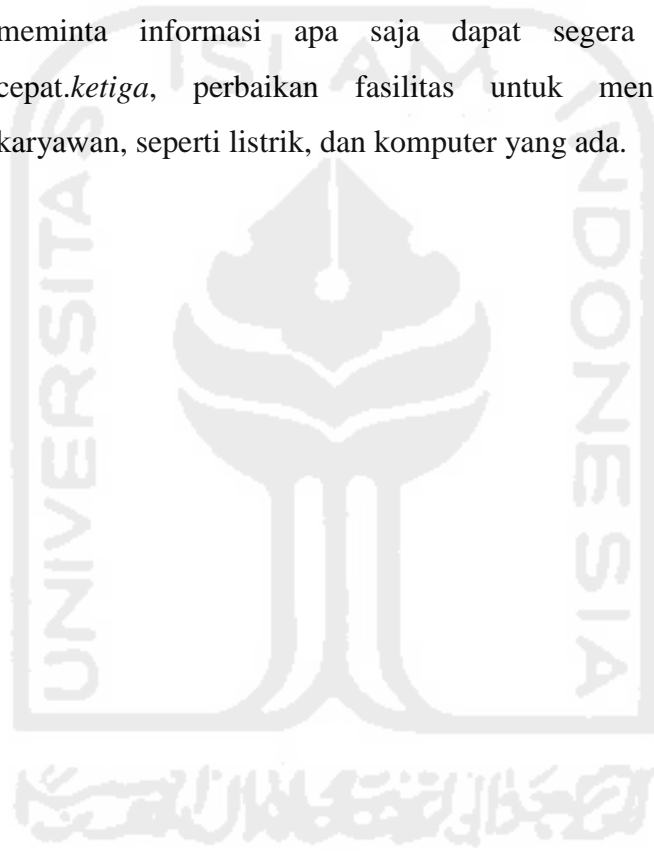 meminta informasi apa saja dapat segera
cepat.ketiga, perbaikan fasilitas untuk men
karyawan, seperti listrik, dan komputer yang ada.
ISLAM
UNIVERSITAS
INDONESIA